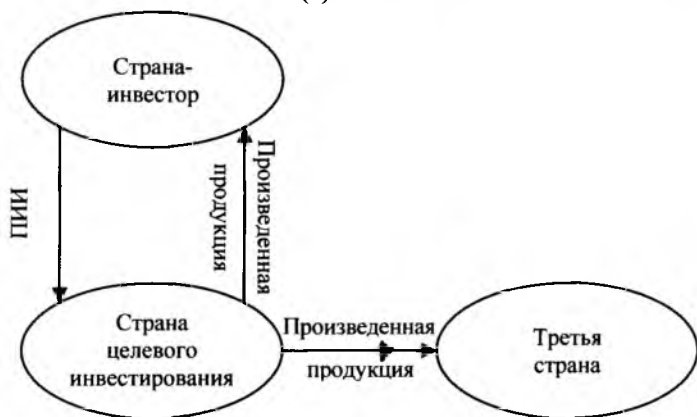 Страна-
инвестор
ПИИ
Произведенная
продукция
Страна
целевого
инвестирования
Произведенная
продукция
Третья
страна